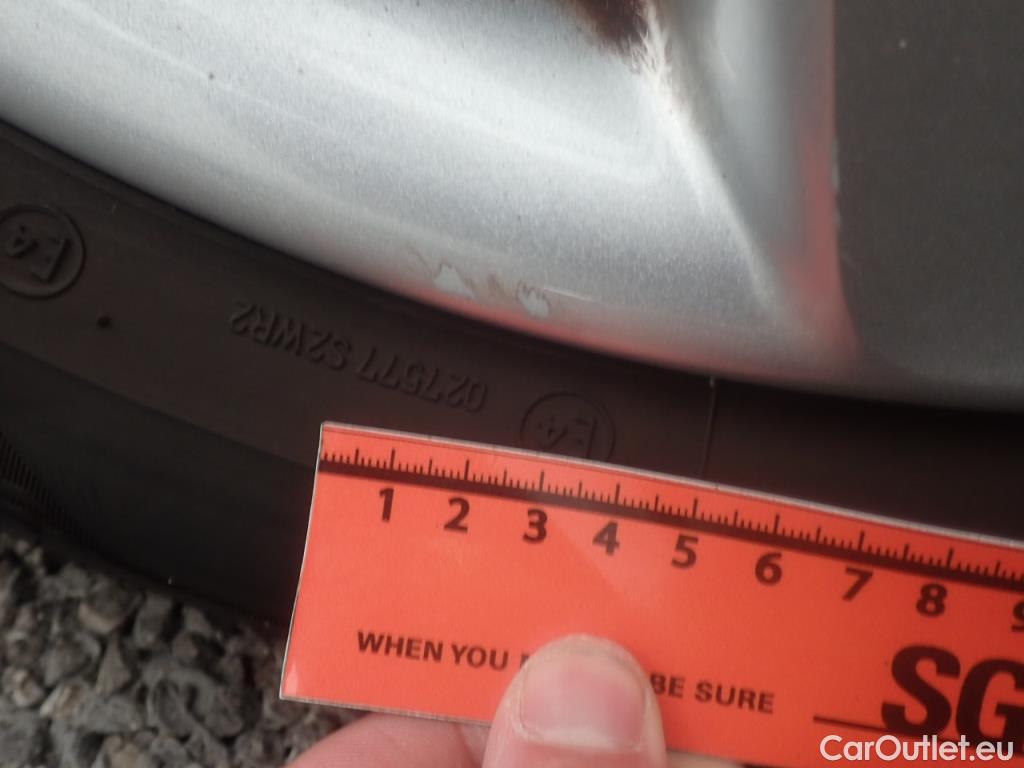 E4
027577 S2WR2
E4
1 2 3 4 5 6 7 8 9
WHEN YOU BE SURE
SG
CarOutlet.eu